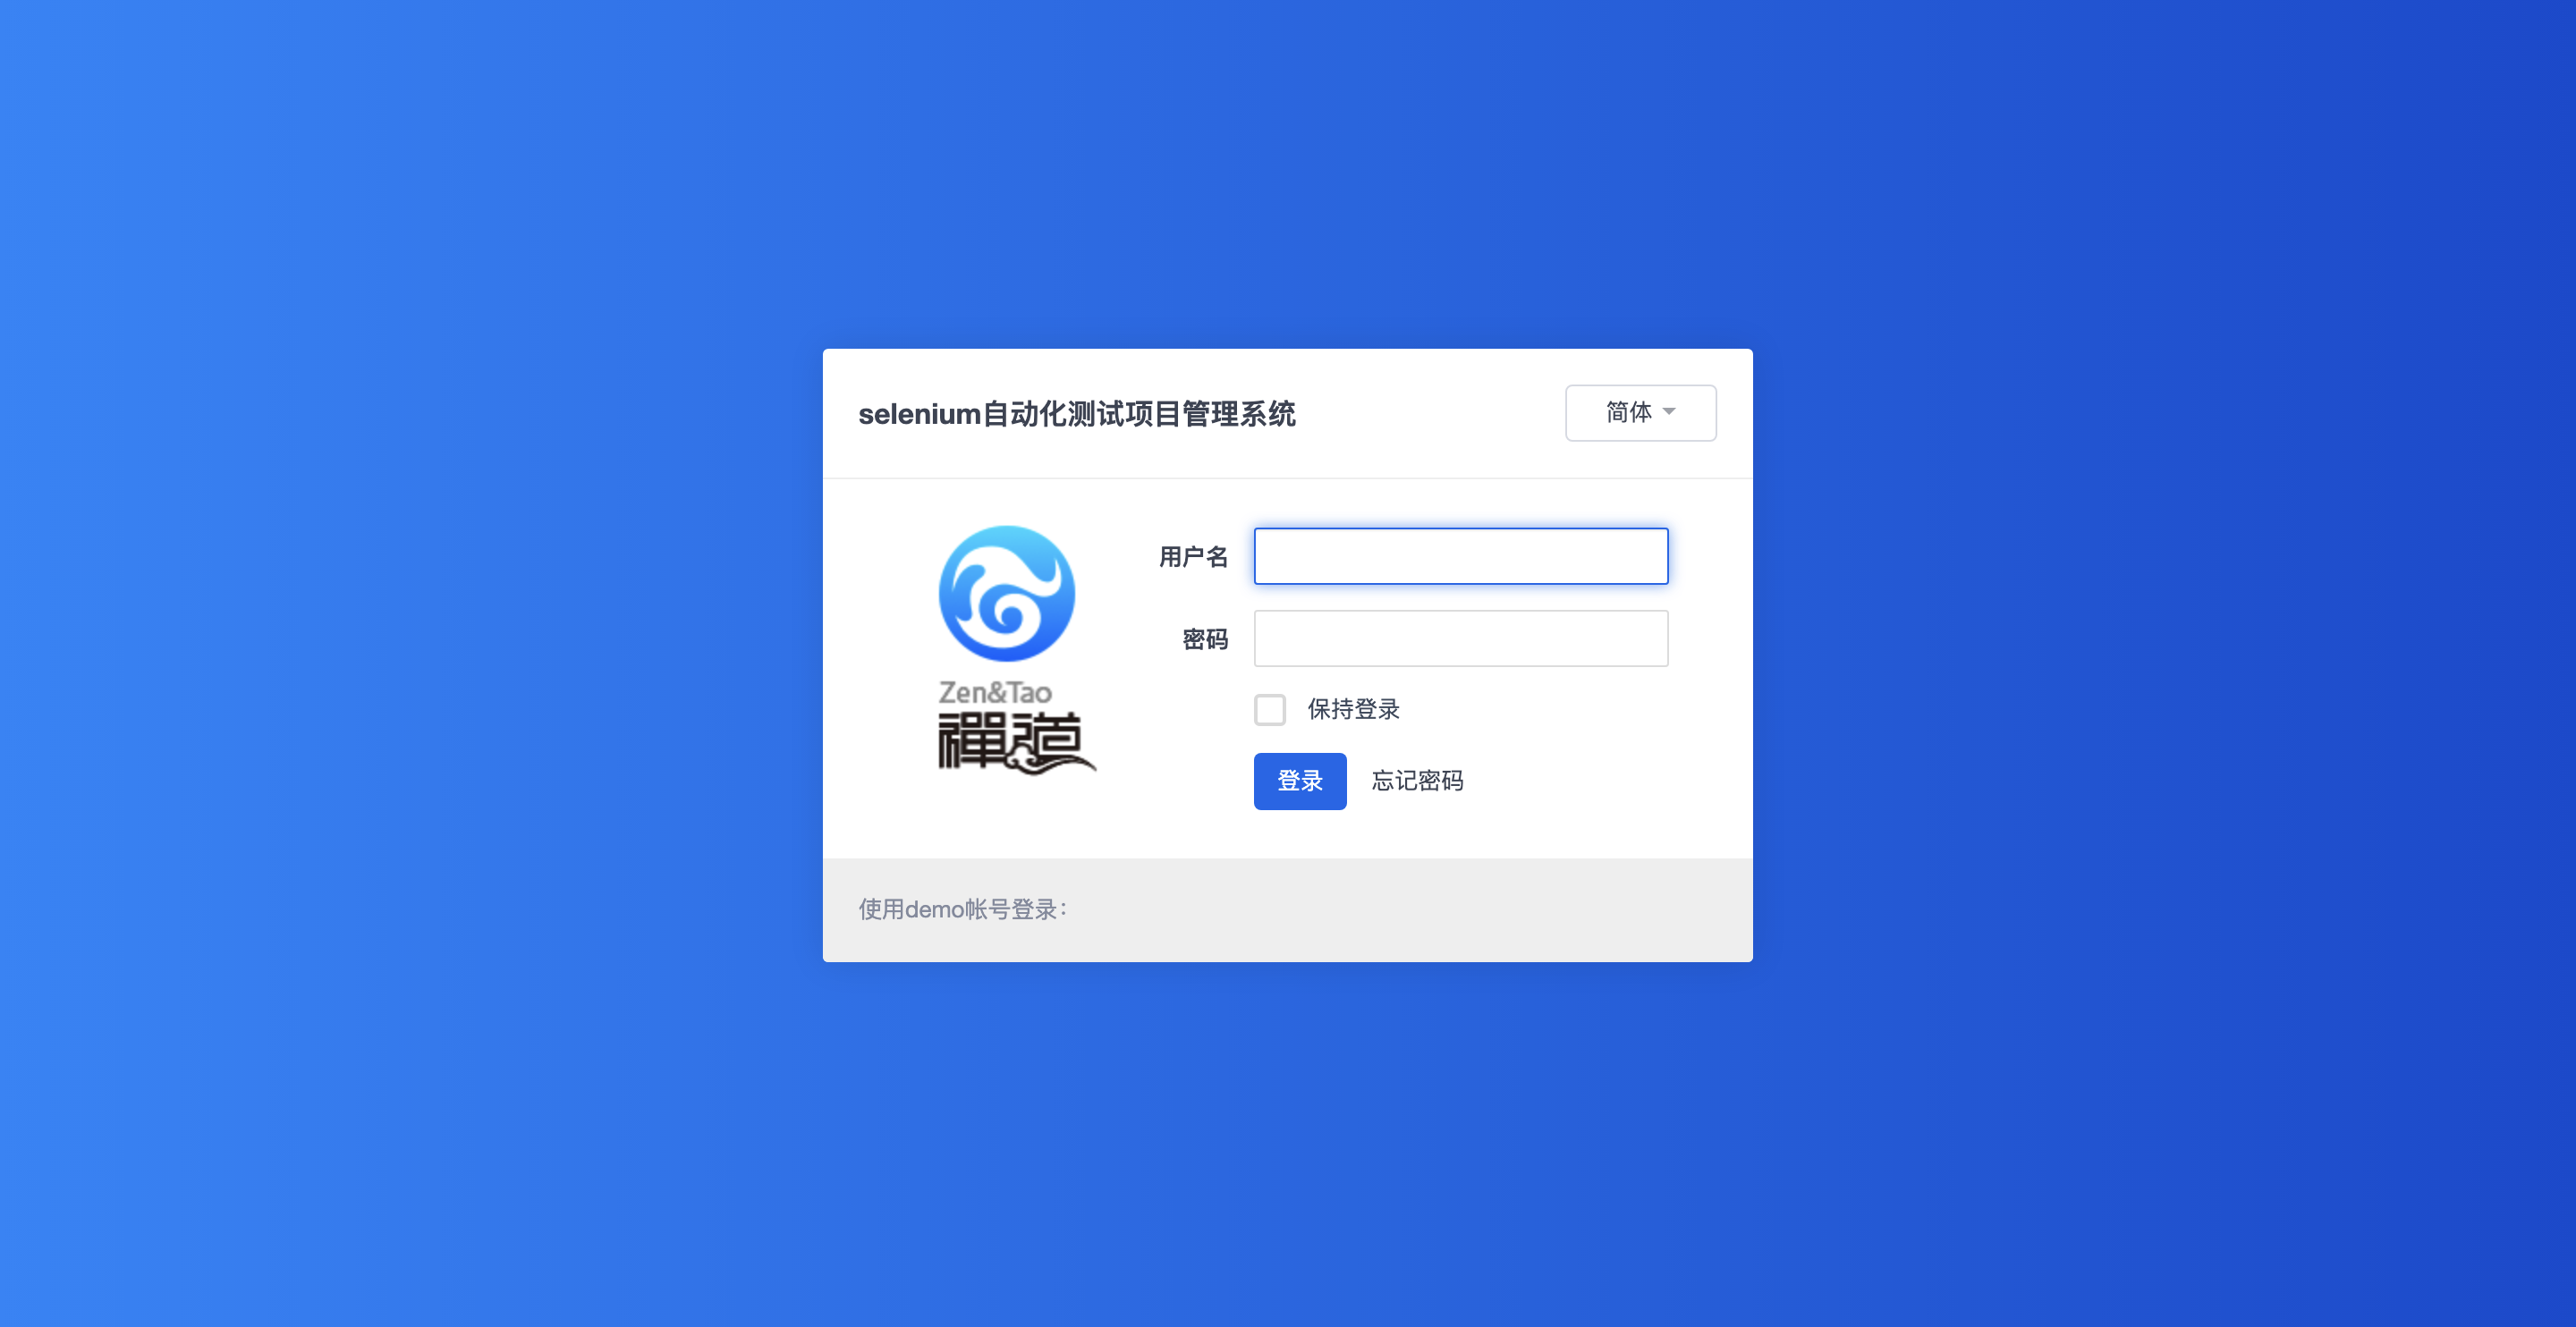 selenium自动化测试项目管理系统
简体
用户名
密码
Zen&Tao
禪道
保持登录
登录 忘记密码
使用demo帐号登录：